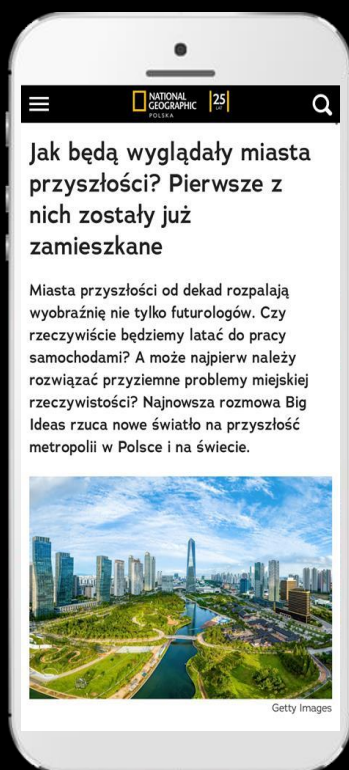 NATIONAL
GEOGRAPHIC
POLSKA
25
LAT
Jak będą wyglądały miasta
przyszłości? Pierwsze z
nich zostały już
zamieszkane
Miasta przyszłości od dekad rozpalają
wyobraźnię nie tylko futurologów. Czy
rzeczywiście będziemy latać do pracy
samochodami? A może najpierw należy
rozwiązać przyziemne problemy miejskiej
rzeczywistości? Najnowsza rozmowa Big
Ideas rzuca nowe światło na przyszłość
metropolii w Polsce i na świecie.
Getty Images